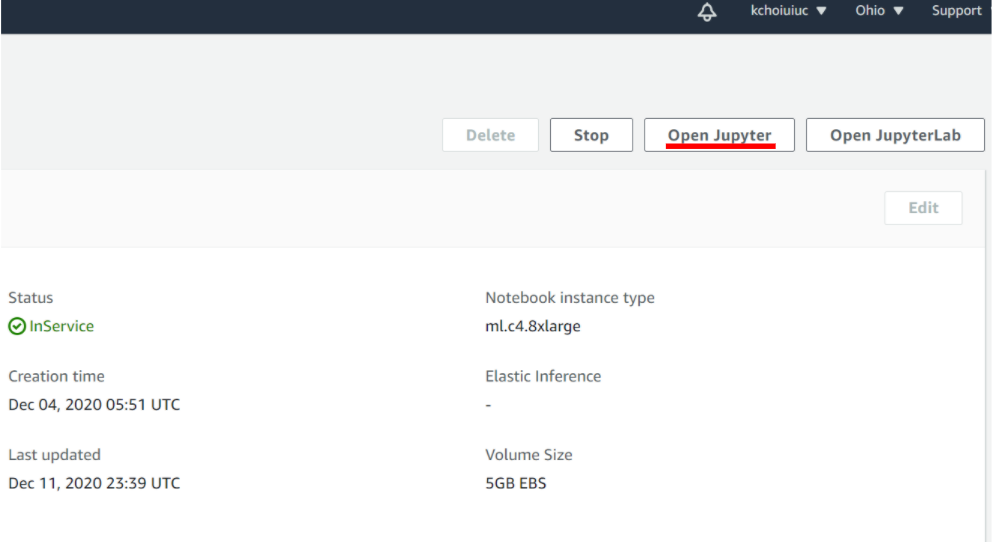 kchoiuiuc Ohio Support
Delete Stop Open Jupyter Open JupyterLab
Edit
Status
InService
Notebook instance type
ml.c4.8xlarge
Creation time
Dec 04, 2020 05:51 UTC
Elastic Inference
-
Last updated
Dec 11, 2020 23:39 UTC
Volume Size
5GB EBS